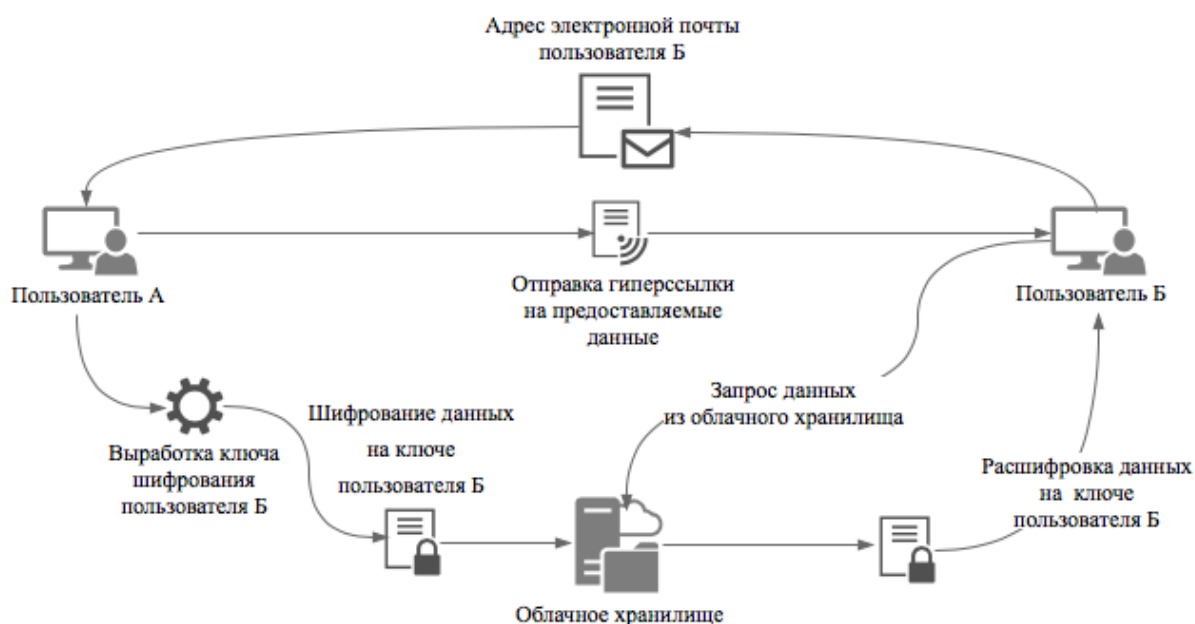 Адрес электронной почты
пользователя Б
Пользователь А
Отправка гиперссылки
на предоставляемые
данные
Пользователь Б
Выработка ключа
шифрования
пользователя Б
Шифрование данных
на ключе
пользователя Б
Запрос данных
из облачного хранилища
Расшифровка данных
на ключе
пользователя Б
Облачное хранилище